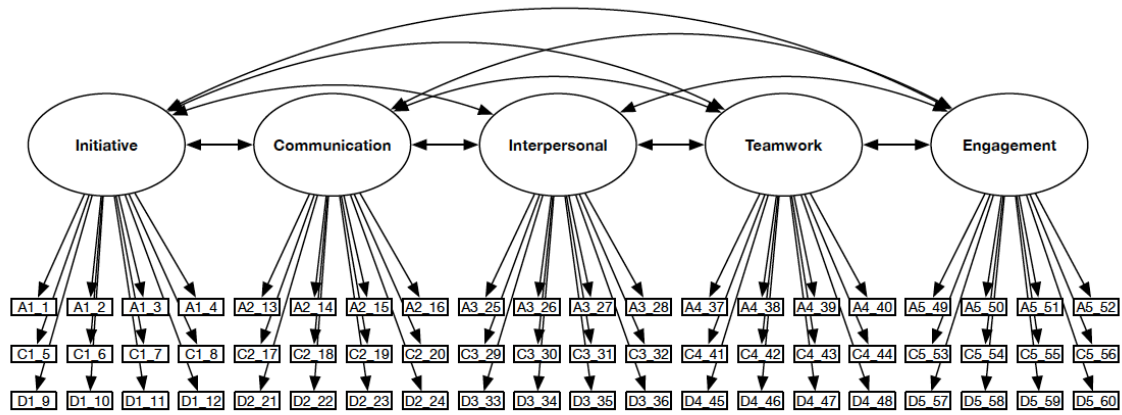 Initiative Communication Interpersonal Teamwork Engagement
A1_1 A1_2 A1_3 A1_4 A2_13 A2_14 A2_15 A2_16 A3_25 A3_26 A3_27 A3_28 A4_37 A4_38 A4_39 A4_40 A5_49 A5_50 A5_51 A5_52
C1_5 C1_6 C1_7 C1_8 C2_17 C2_18 C2_19 C2_20 C3_29 C3_30 C3_31 C3_32 C4_41 C4_42 C4_43 C4_44 C5_53 C5_54 C5_55 C5_56
D1_9 D1_10 D1_11 D1_12 D2_21 D2_22 D2_23 D2_24 D3_33 D3_34 D3_35 D3_36 D4_45 D4_46 D4_47 D4_48 D5_57 D5_58 D5_59 D5_60